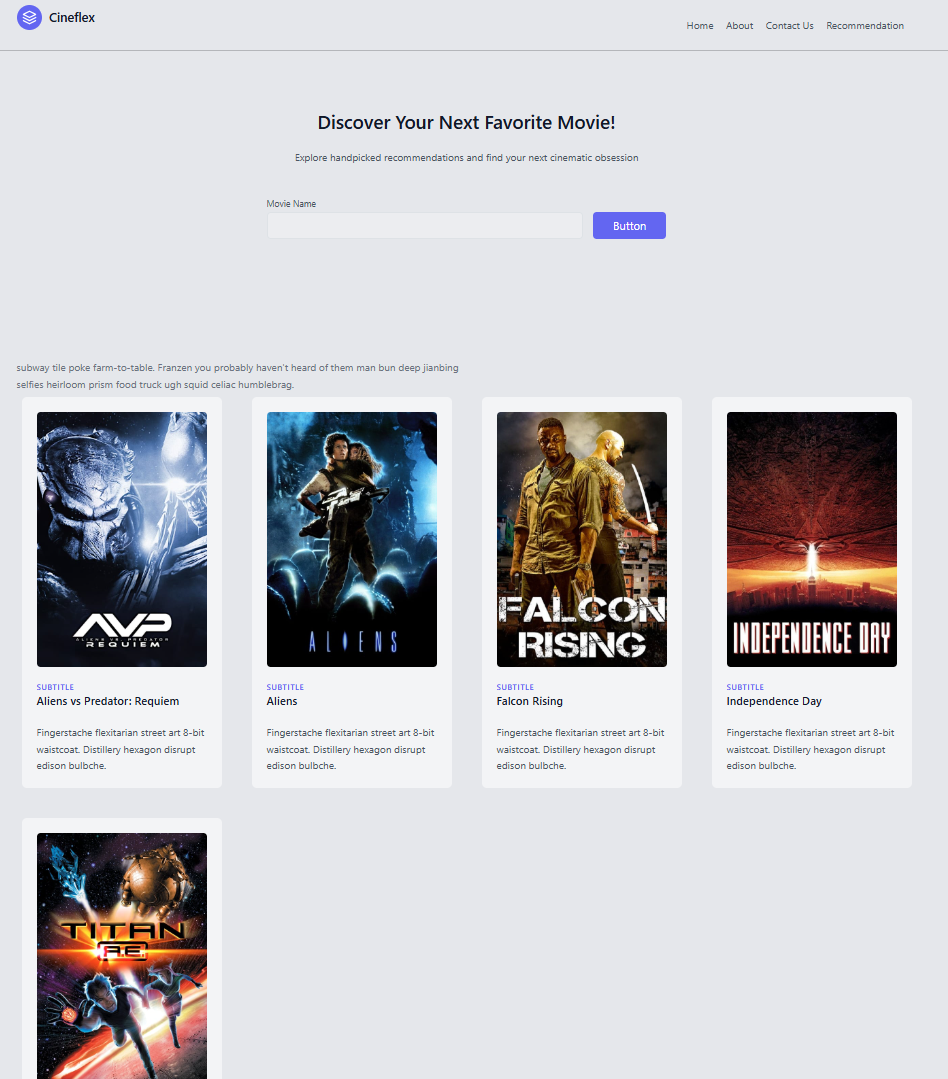 Cineflex
Home About Contact Us Recommendation
Discover Your Next Favorite Movie!
Explore handpicked recommendations and find your next cinematic obsession
Movie Name
Button
subway tile poke farm-to-table. Franzen you probably haven't heard of them man bun deep jianbing
selfies heirloom prism food truck ugh squid celiac humblebrag.
AVP
ALIENS VS. PREDATOR
REQUIEM
SUBTITLE
Aliens vs Predator: Requiem
Fingerstache flexitarian street art 8-bit
waistcoat. Distillery hexagon disrupt
edison bulbche.
ALIENS
SUBTITLE
Aliens
Fingerstache flexitarian street art 8-bit
waistcoat. Distillery hexagon disrupt
edison bulbche.
FALCON
RISING
SUBTITLE
Falcon Rising
Fingerstache flexitarian street art 8-bit
waistcoat. Distillery hexagon disrupt
edison bulbche.
INDEPENDENCE DAY
SUBTITLE
Independence Day
Fingerstache flexitarian street art 8-bit
waistcoat. Distillery hexagon disrupt
edison bulbche.
TITAN
A.E.